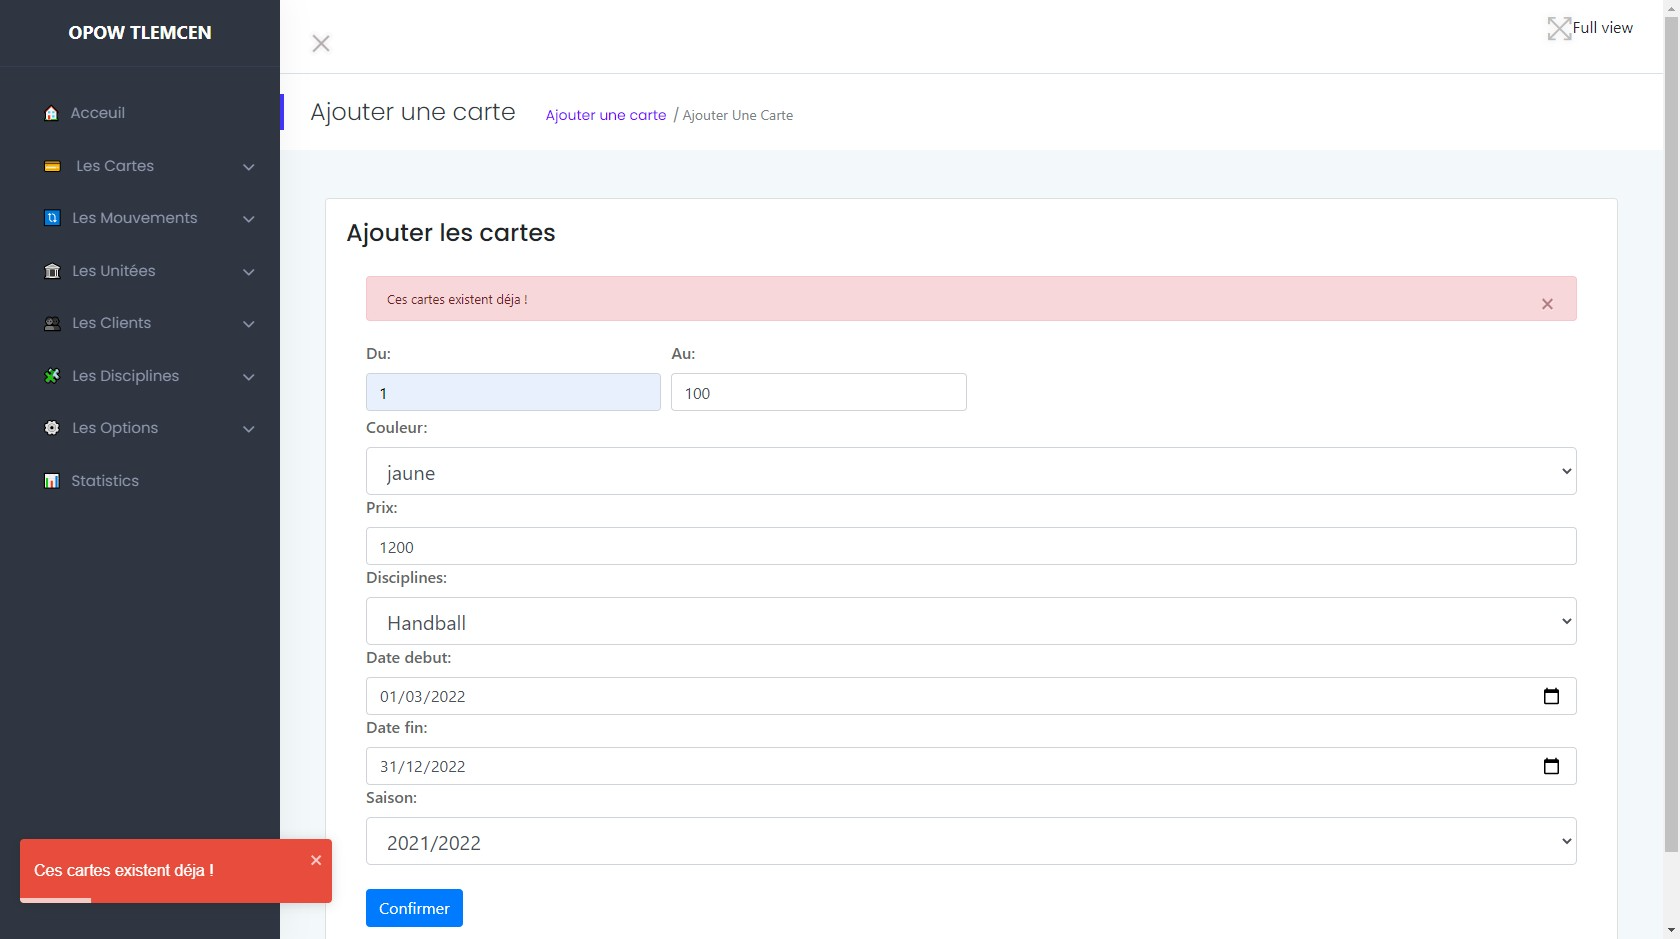 OPOW TLEMCEN
Acceuil
Les Cartes
Les Mouvements
Les Unitées
Les Clients
Les Disciplines
Les Options
Statistics
Full view
Ajouter une carte
Ajouter une carte / Ajouter Une Carte
Ajouter les cartes
Ces cartes existent déja !
Du: Au:
1 100
Couleur:
jaune
Prix:
1200
Disciplines:
Handball
Date debut:
01/03/2022
Date fin:
31/12/2022
Saison:
2021/2022
Confirmer
Ces cartes existent déja !